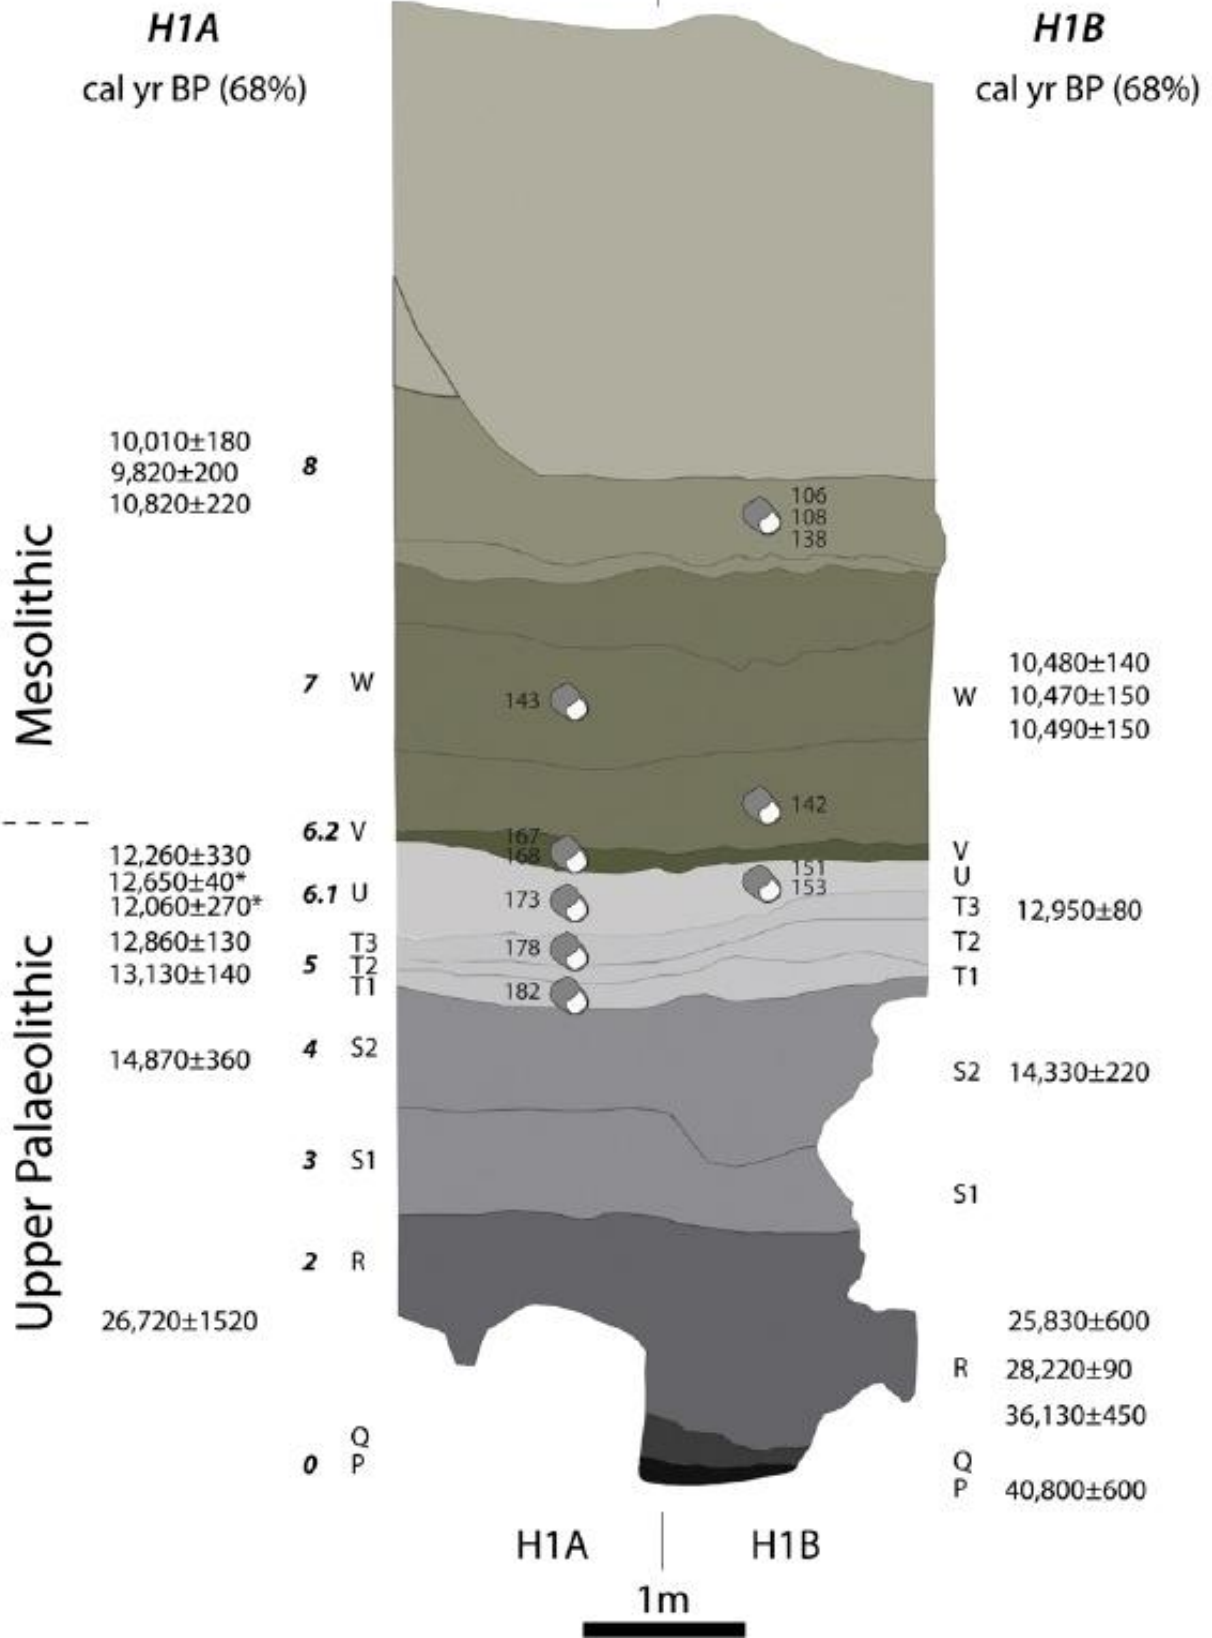 H1A
H1B
cal yr BP (68%)
cal yr BP (68%)
Mesolithic
Upper Palaeolithic
10,010±180
9,820±200
10,820±220
8
106
108
138
7 W
143
W
10,480±140
10,470±150
10,490±150
142
6.2 V
167
168
V
12,260±330
12,650±40*
12,060±270*
6.1 U
173
151
153
U
T3 12,950±80
12,860±130
13,130±140
5
T3
T2
T1
178
182
T2
T1
14,870±360
4 S2
S2 14,330±220
3 S1
S1
2 R
26,720±1520
25,830±600
R 28,220±90
36,130±450
Q
0 P
Q
P 40,800±600
H1A
H1B
1m